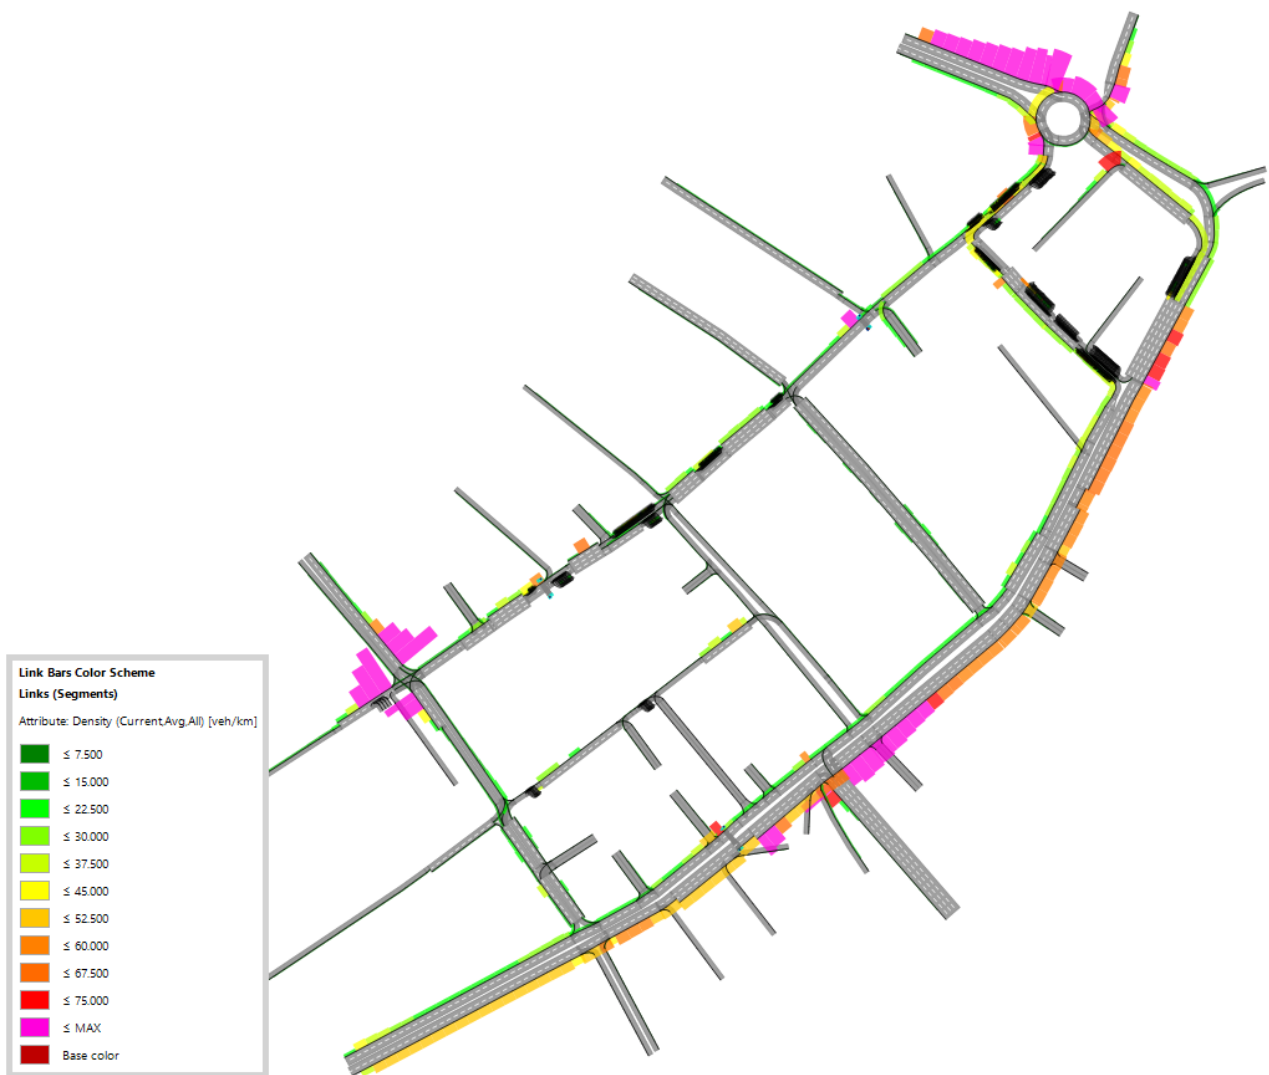 Link Bars Color Scheme
Links (Segments)
Attribute: Density (Current,Avg,All) [veh/km]
≤ 7.500
≤ 15.000
≤ 22.500
≤ 30.000
≤ 37.500
≤ 45.000
≤ 52.500
≤ 60.000
≤ 67.500
≤ 75.000
≤ MAX
Base color